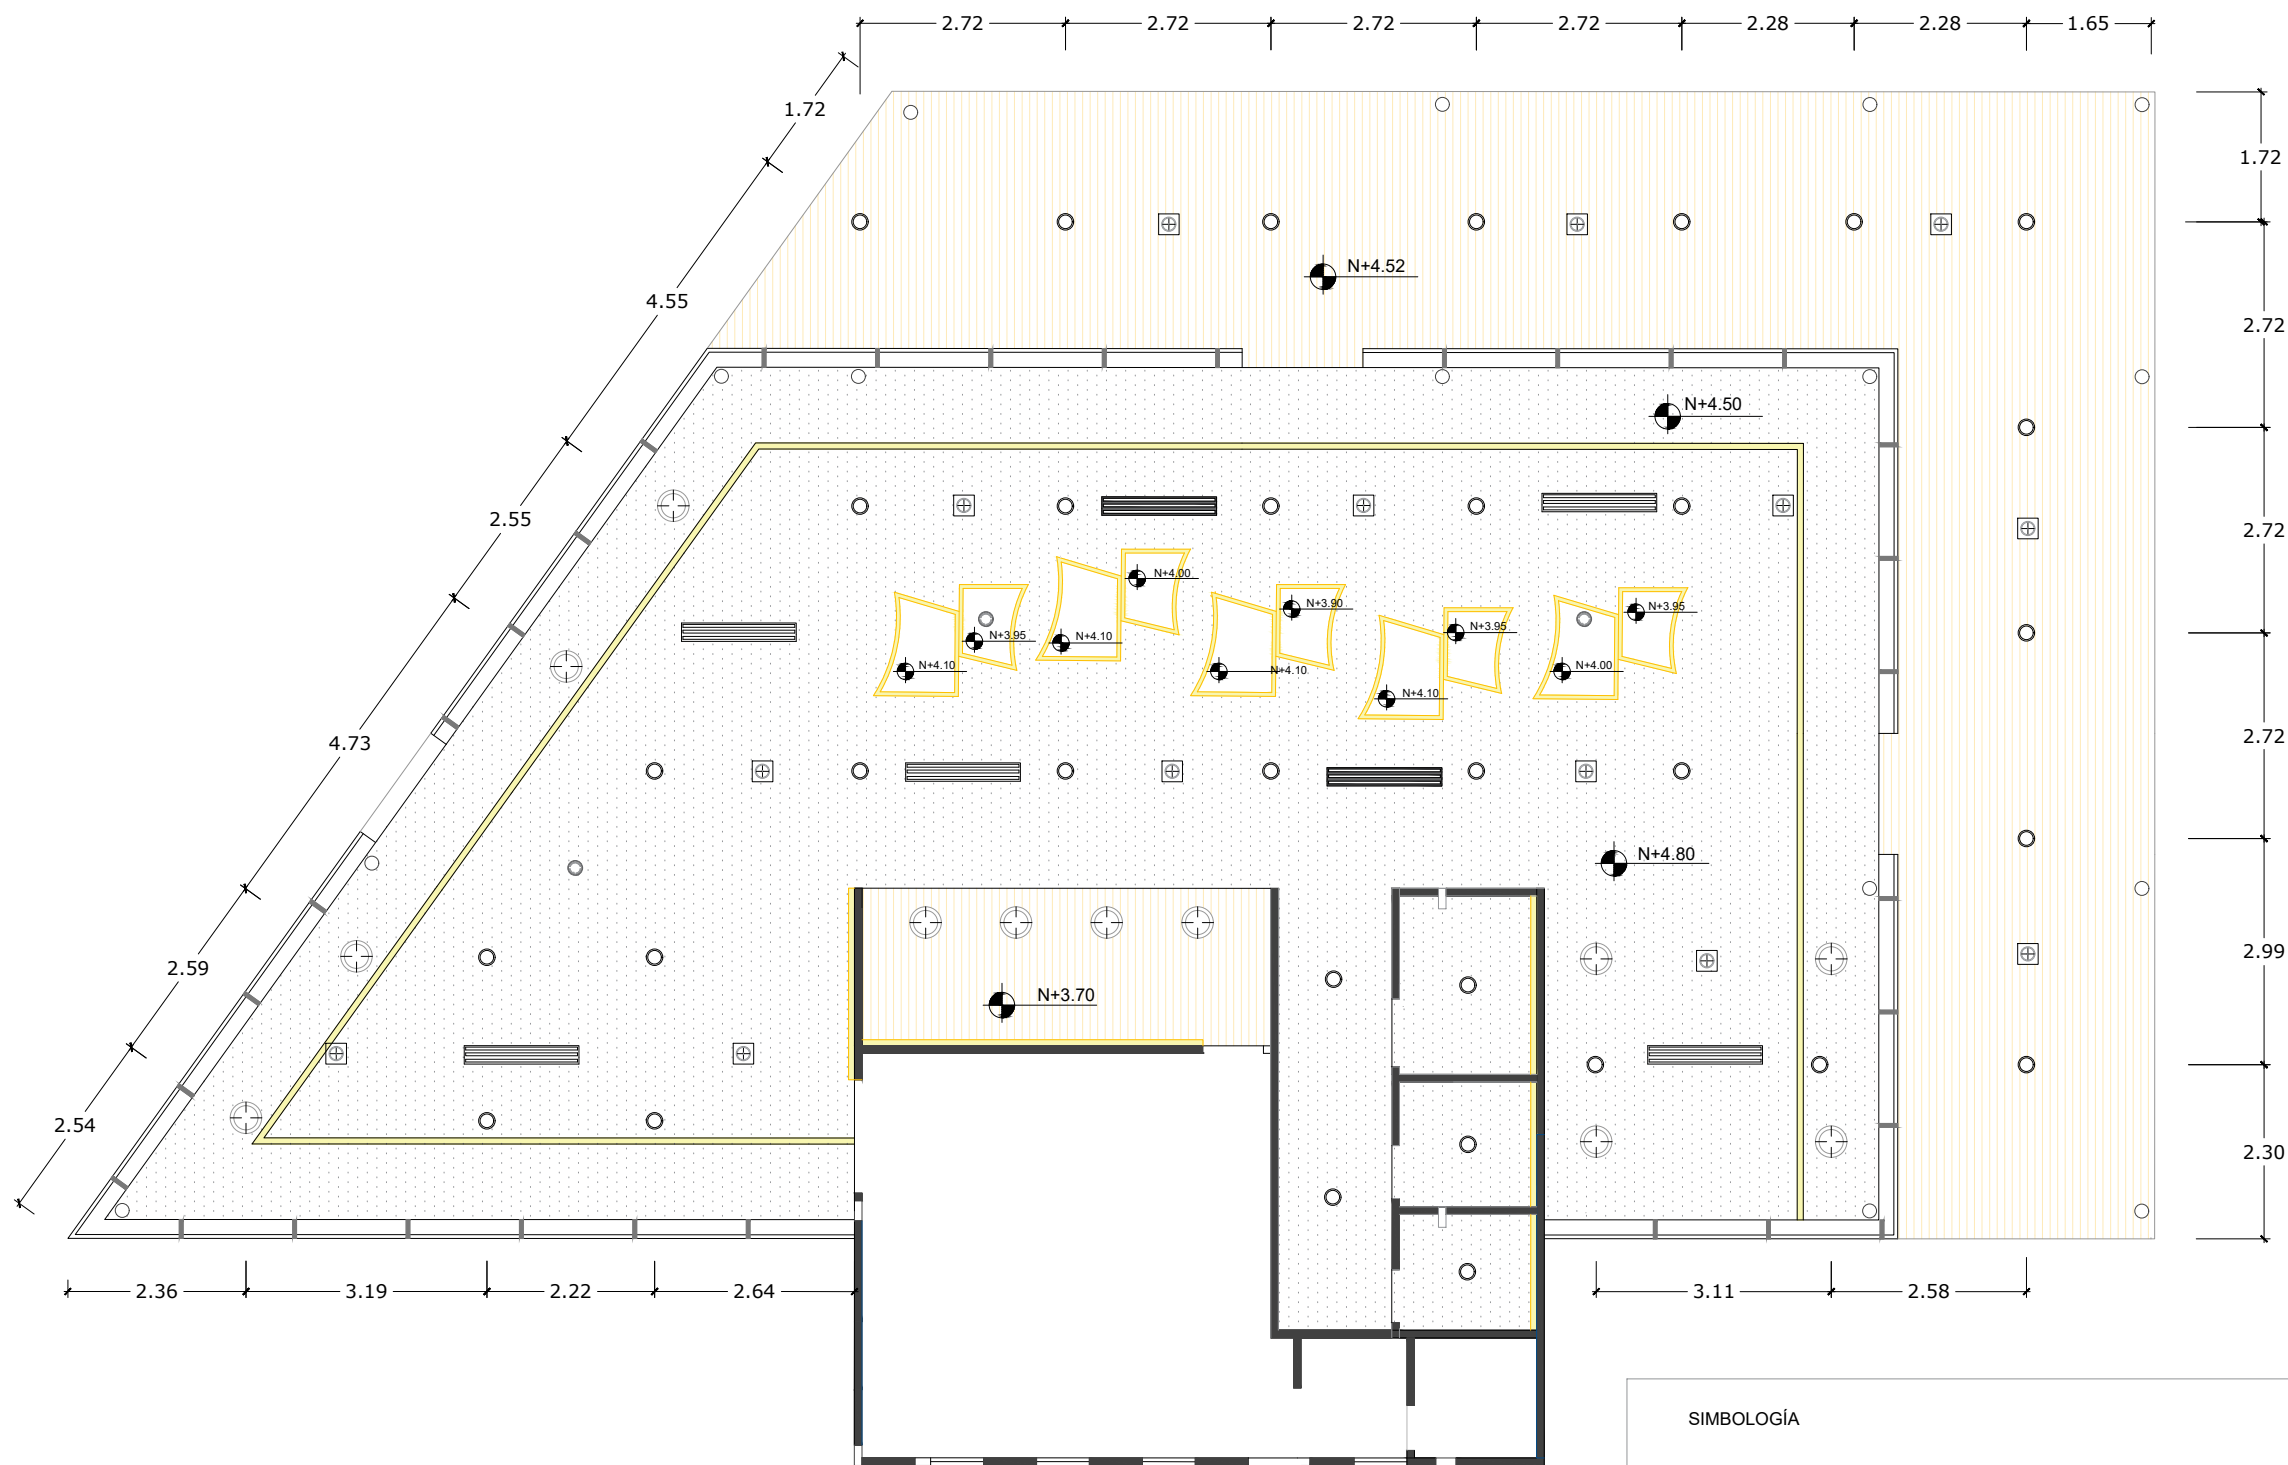 2.72 2.72 2.72 2.72 2.28 2.28 1.65
1.72
1.72
N+4.52
4.55
2.72
N+4.50
2.55
2.72
N+4.00
N+3.90
N+3.95
N+3.95
N+3.95
N+4.10
N+4.10
N+4.10
N+4.00
N+4.10
4.73
2.72
N+4.80
2.59
2.99
N+3.70
2.54
2.30
2.36 3.19 2.22 2.64 3.11 2.58
SIMBOLOGÍA